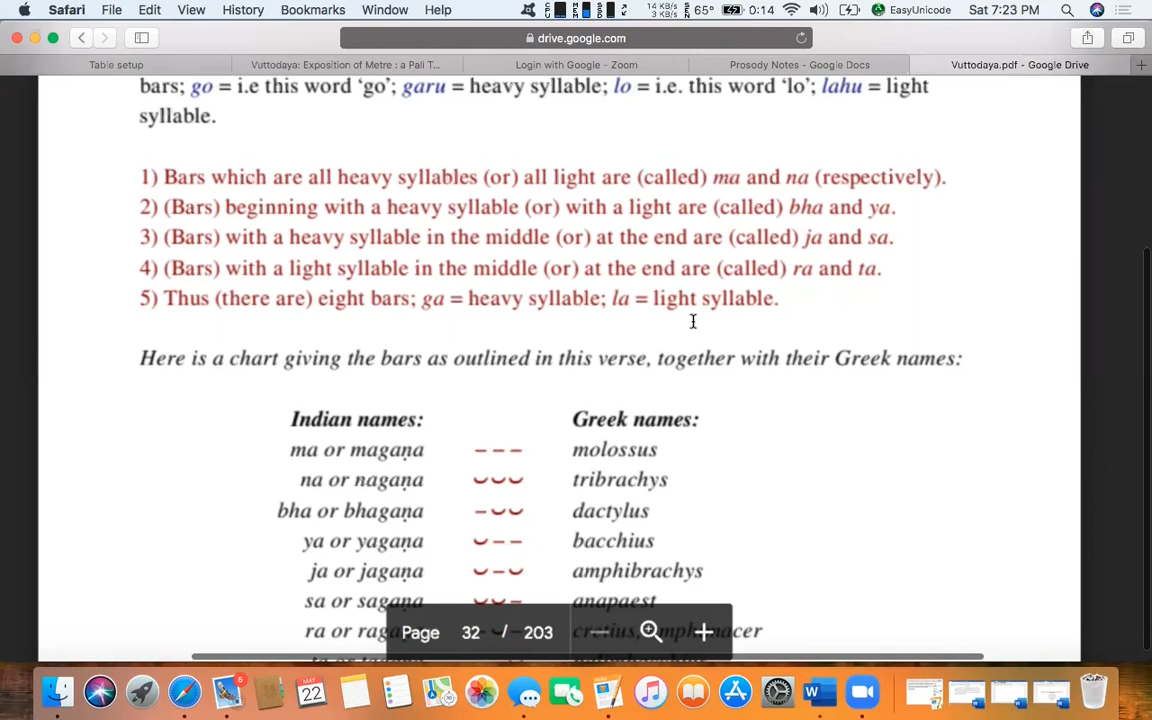 Safari File Edit View History Bookmarks Window Help 14 KB/s 3 KB/s 65° 0:14 EasyUnicode Sat 7:23 PM
drive.google.com
Table setup Vuttodaya: Exposition of Metre : a Pali T... Login with Google - Zoom Prosody Notes - Google Docs Vuttodaya.pdf - Google Drive
bars; go = i.e this word ‘go’; garu = heavy syllable; lo = i.e. this word ‘lo’; lahu = light
syllable.
1) Bars which are all heavy syllables (or) all light are (called) ma and na (respectively).
2) (Bars) beginning with a heavy syllable (or) with a light are (called) bha and ya.
3) (Bars) with a heavy syllable in the middle (or) at the end are (called) ja and sa.
4) (Bars) with a light syllable in the middle (or) at the end are (called) ra and ta.
5) Thus (there are) eight bars; ga = heavy syllable; la = light syllable.
Here is a chart giving the bars as outlined in this verse, together with their Greek names:
Indian names: Greek names:
ma or magaṇa – – – molossus
na or nagaṇa ⏑⏑⏑ tribrachys
bha or bhagaṇa –⏑⏑ dactylus
ya or yagaṇa ⏑– – bacchius
ja or jagaṇa ⏑–⏑ amphibrachys
sa or sagaṇa ⏑⏑– anapaest
ra or
Page 32 / 203
MAY 22
5